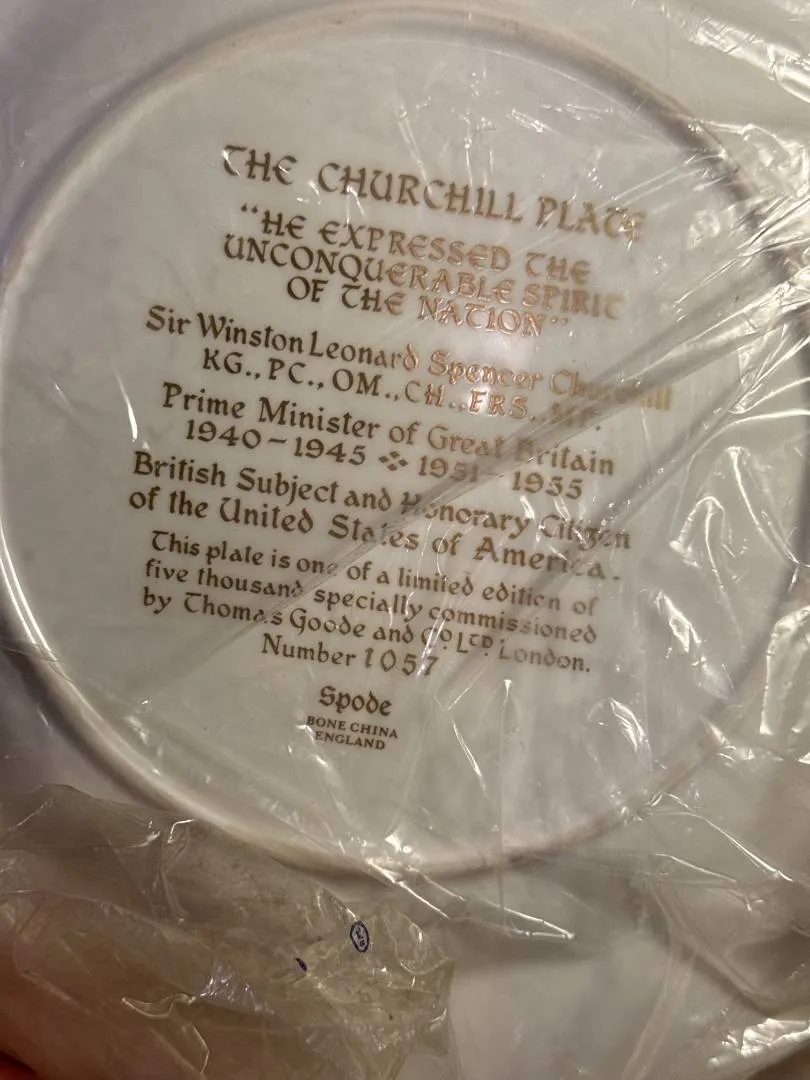 THE CHURCHILL PLATE
“HE EXPRESSED THE
UNCONQUERABLE SPIRIT
OF THE NATION”
Sir Winston Leonard Spencer Churchill
KG., PC., OM., CH., FRS., MP.
Prime Minister of Great Britain
1940–1945 1951–1955
British Subject and Honorary Citizen
of the United States of America.
This plate is one of a limited edition of
five thousand specially commissioned
by Thomas Goode and Co LTD London.
Number 1057
Spode
BONE CHINA
ENGLAND